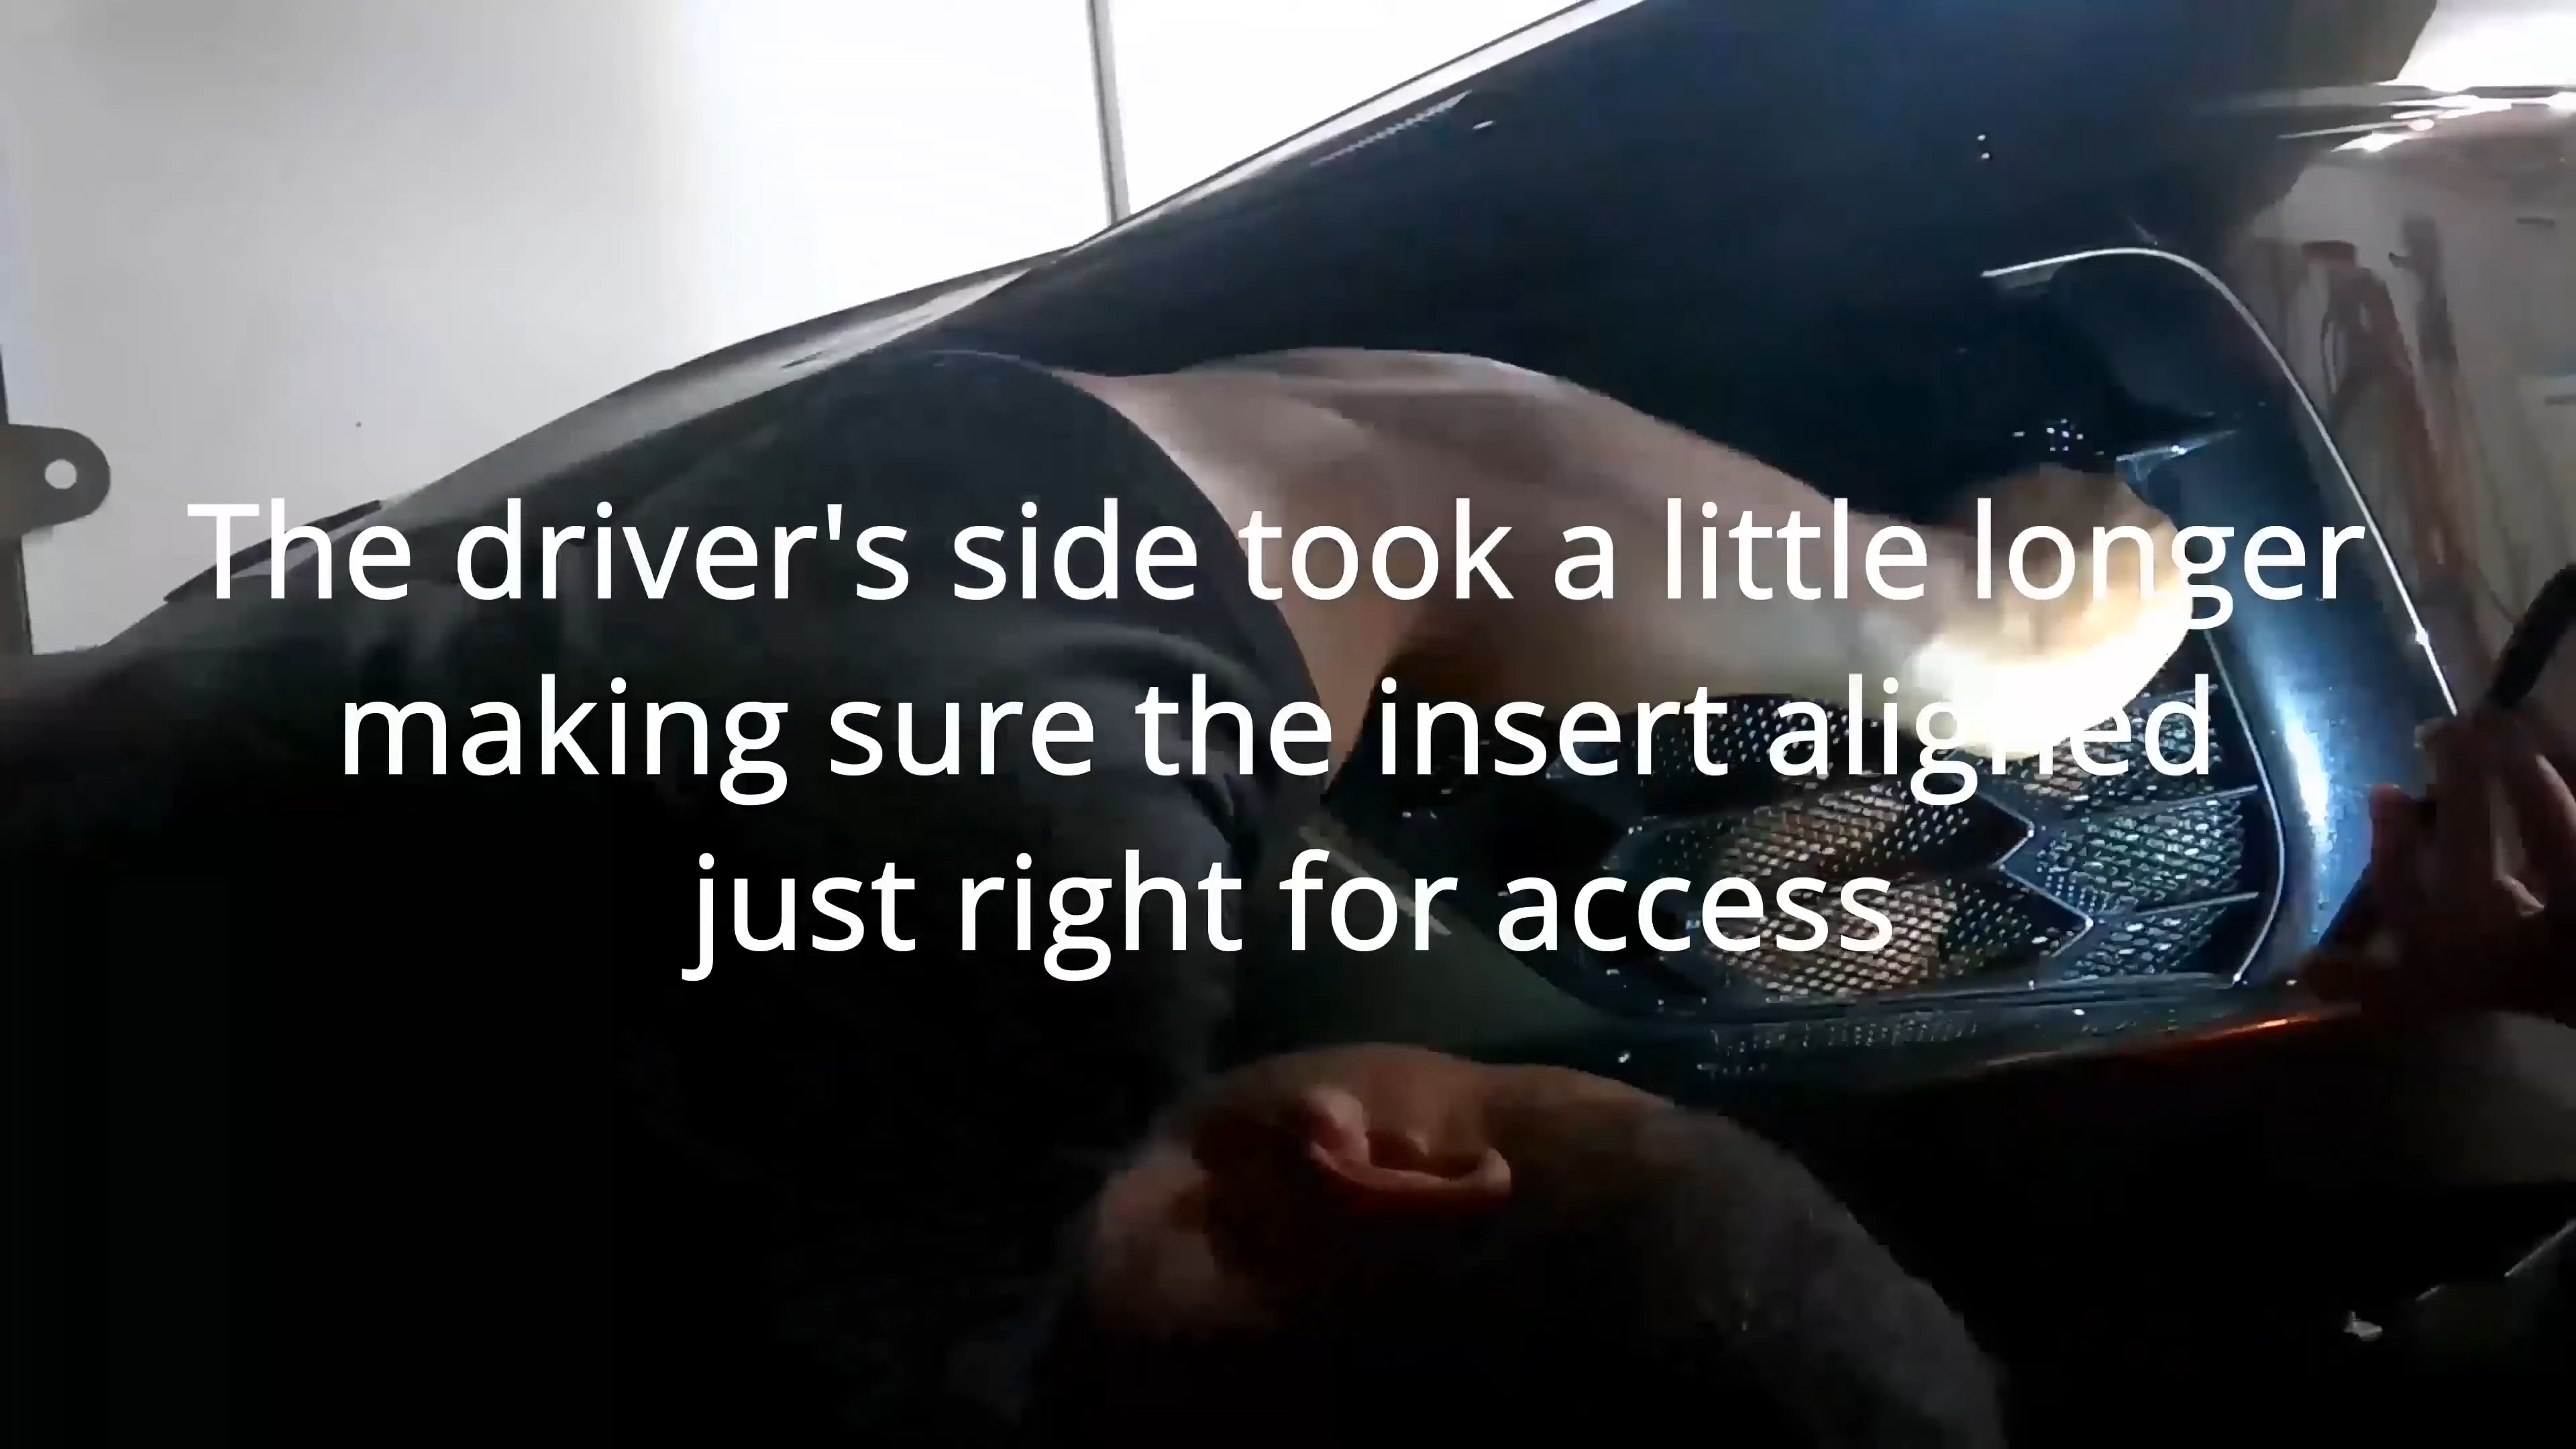 The driver's side took a little longer
making sure the insert aligned
just right for access